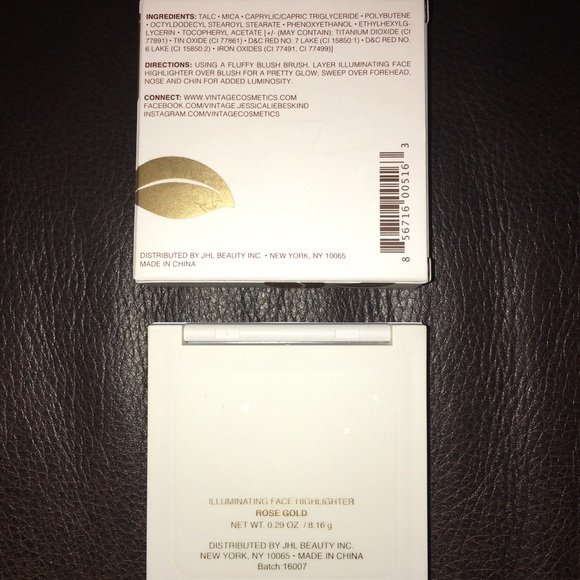 INGREDIENTS: TALC • MICA • CAPRYLIC/CAPRIC TRIGLYCERIDE • POLYBUTENE
• OCTYLDODECYL STEAROYL STEARATE • PHENOXYETHANOL • ETHYLHEXYLG-
LYCERIN • TOCOPHERYL ACETATE [+/- (MAY CONTAIN): TITANIUM DIOXIDE (CI
77891) • TIN OXIDE (CI 77861) • D&C RED NO. 7 LAKE (CI 15850:1) • D&C RED NO.
6 LAKE (CI 15850:2) • IRON OXIDES (CI 77491, CI 77499)]
DIRECTIONS: USING A FLUFFY BLUSH BRUSH, LAYER ILLUMINATING FACE
HIGHLIGHTER OVER BLUSH FOR A PRETTY GLOW; SWEEP OVER FOREHEAD,
NOSE AND CHIN FOR ADDED LUMINOSITY.
CONNECT: WWW.VINTAGECOSMETICS.COM
FACEBOOK.COM/VINTAGE.JESSICALIEBESKIND
INSTAGRAM.COM/VINTAGECOSMETICS
8 56716 00516 3
DISTRIBUTED BY JHL BEAUTY INC. • NEW YORK, NY 10065
MADE IN CHINA
ILLUMINATING FACE HIGHLIGHTER
ROSE GOLD
NET WT. 0.29 OZ. / 8.16 g
DISTRIBUTED BY JHL BEAUTY INC.
NEW YORK, NY 10065 • MADE IN CHINA
Batch:16007